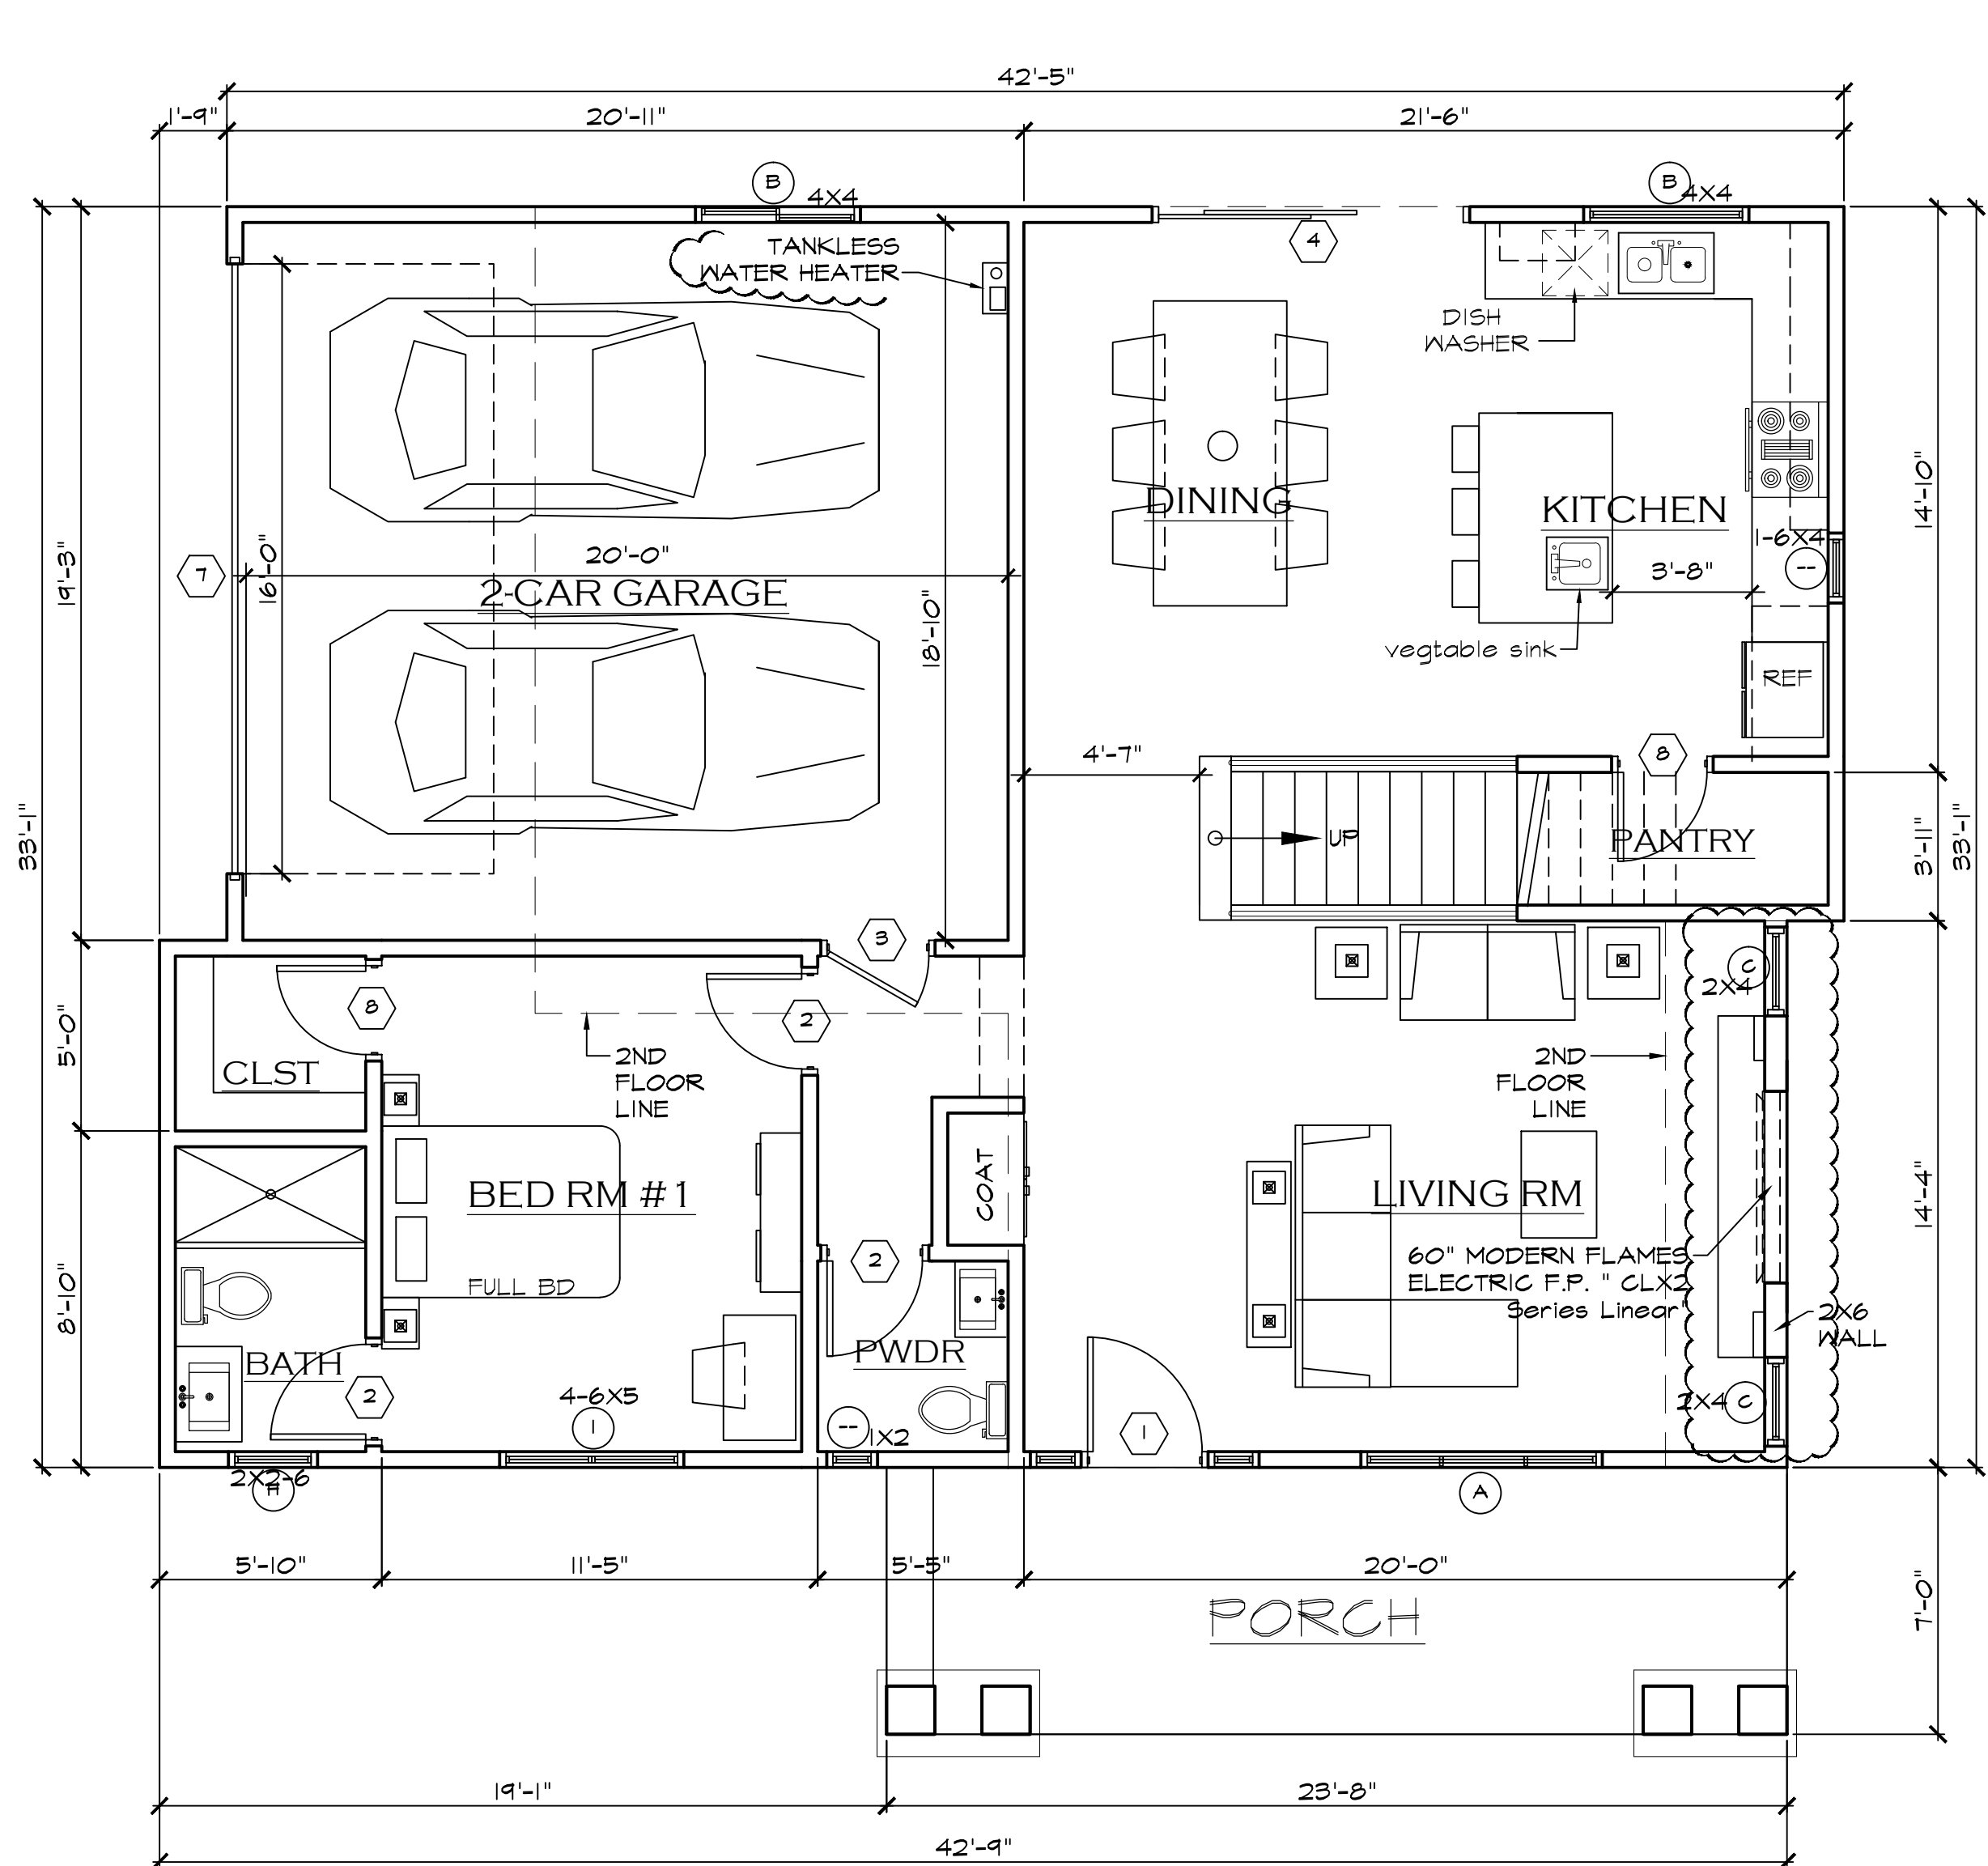 42'-5"
1'-9"
20'-11"
21'-6"
B
4X4
B
4X4
TANKLESS
WATER HEATER
4
DISH
WASHER
DINING
KITCHEN
1-6X4
--
3'-8"
vegtable sink
REF
7
16'-0"
20'-0"
2-CAR GARAGE
18'-10"
19'-3"
33'-1"
14'-10"
4'-7"
8
UP
PANTRY
3'-11"
33'-1"
3
8
2
C
2X4
5'-0"
CLST
2ND
FLOOR
LINE
2ND
FLOOR
LINE
BED RM #1
COAT
LIVING RM
14'-4"
FULL BD
2
60" MODERN FLAMES
ELECTRIC F.P. " CLX2
Series Linear"
2X6
WALL
8'-10"
BATH
PWDR
2
4-6X5
1
--
1X2
1
2X4
C
2X2-6
H
A
5'-10"
11'-5"
5'-5"
20'-0"
PORCH
7'-0"
19'-1"
23'-8"
42'-9"